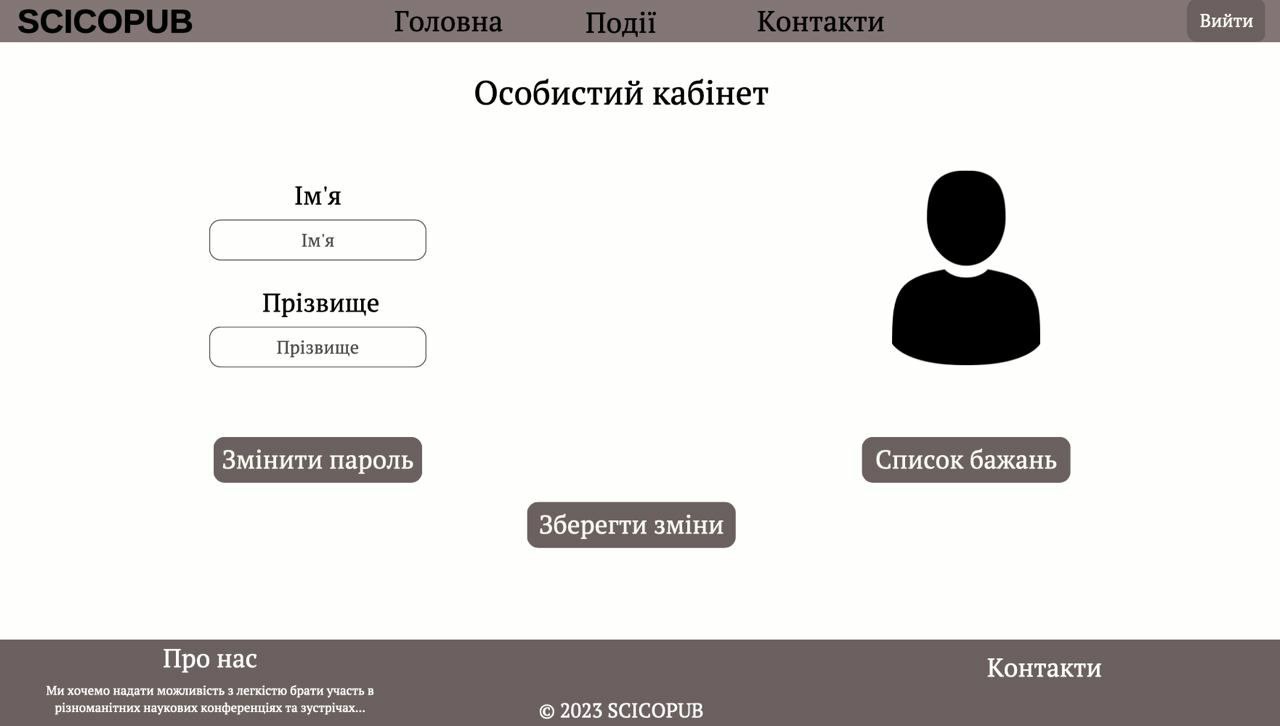 SCICOPUB
Головна
Події
Контакти
Вийти
Особистий кабінет
Ім'я
Ім'я
Прізвище
Прізвище
Змінити пароль
Список бажань
Зберегти зміни
Про нас
Ми хочемо надати можливість з легкістю брати участь в
різноманітних наукових конференціях та зустрічах...
Контакти
© 2023 SCICOPUB